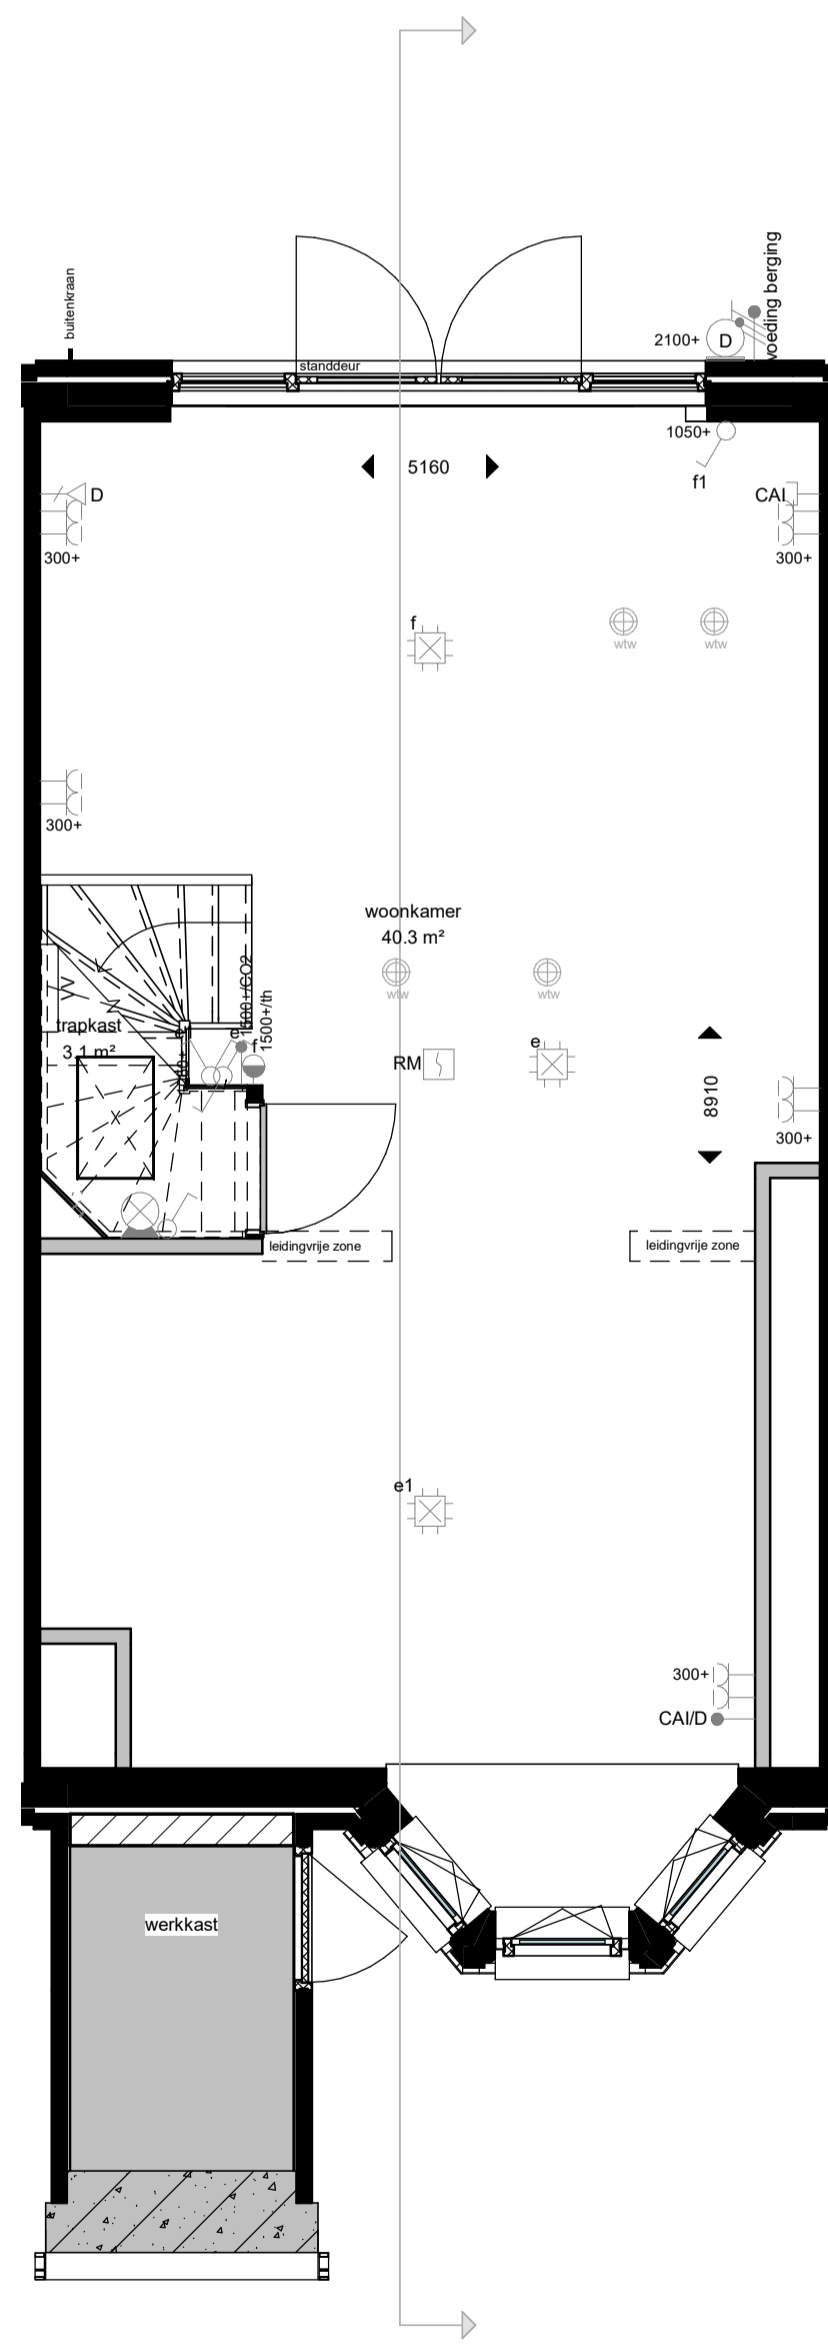 buitenkraan
voeding berging
2100+
D
standdeur
1050+
5160
f1
D
CAI
300+
300+
f
wtw
wtw
300+
woonkamer
40.3 m²
1500+/CO2
1500+/th
wtw
wtw
VV
trapkast
3.1 m²
e
e
f
RM
e
8910
300+
leidingvrije zone
leidingvrije zone
e1
300+
CAI/D
werkkast